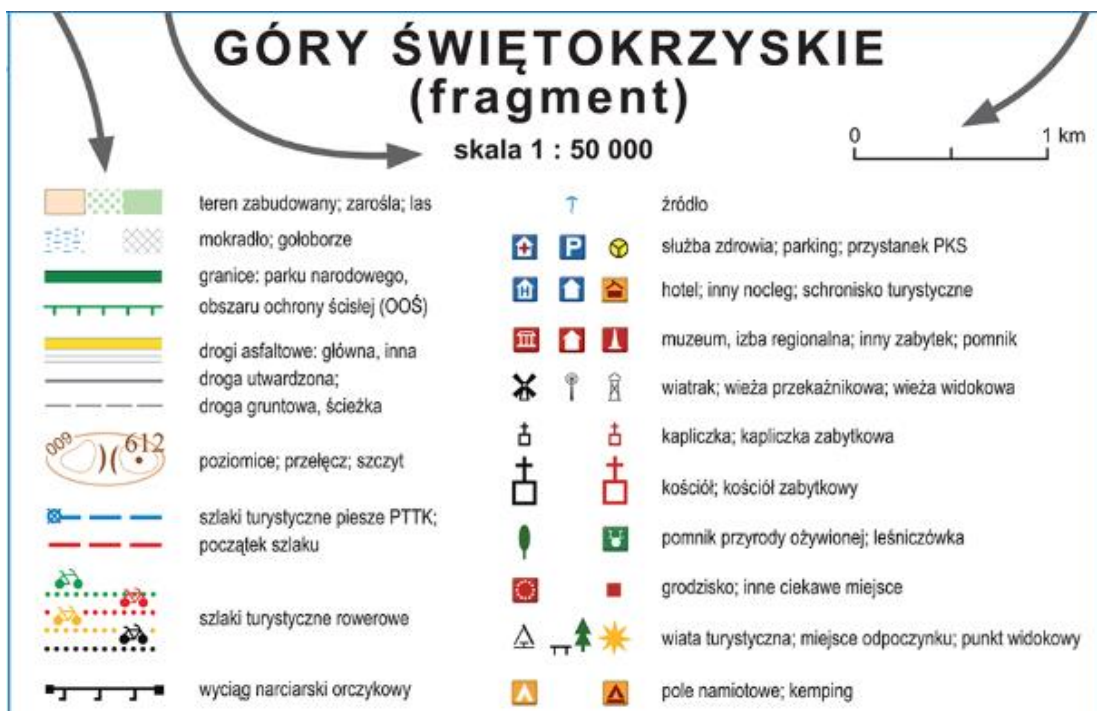 GÓRY ŚWIĘTOKRZYSKIE
(fragment)
skala 1 : 50 000
0 1 km
teren zabudowany; zarośla; las
mokradło; gołoborze
granice: parku narodowego,
obszaru ochrony ścisłej (OOŚ)
drogi asfaltowe: główna, inna
droga utwardzona;
droga gruntowa, ścieżka
600 612
poziomice; przełęcz; szczyt
szlaki turystyczne piesze PTTK;
początek szlaku
szlaki turystyczne rowerowe
wyciąg narciarski orczykowy
źródło
P
służba zdrowia; parking; przystanek PKS
H
hotel; inny nocleg; schronisko turystyczne
muzeum, izba regionalna; inny zabytek; pomnik
wiatrak; wieża przekaźnikowa; wieża widokowa
kapliczka; kapliczka zabytkowa
kościół; kościół zabytkowy
pomnik przyrody ożywionej; leśniczówka
grodzisko; inne ciekawe miejsce
wiata turystyczna; miejsce odpoczynku; punkt widokowy
pole namiotowe; kemping